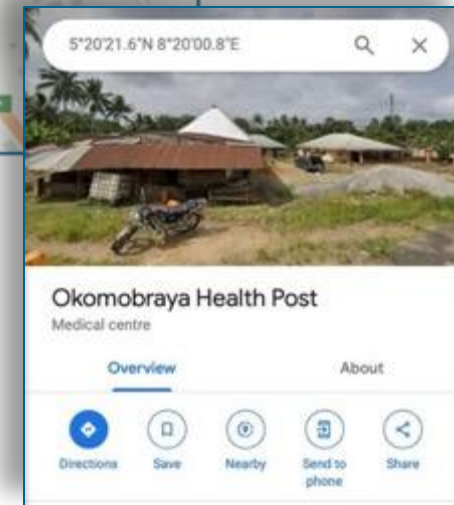 5°20'21.6"N 8°20'00.8"E
Okomobraya Health Post
Medical centre
Overview About
Directions Save Nearby Send to phone Share